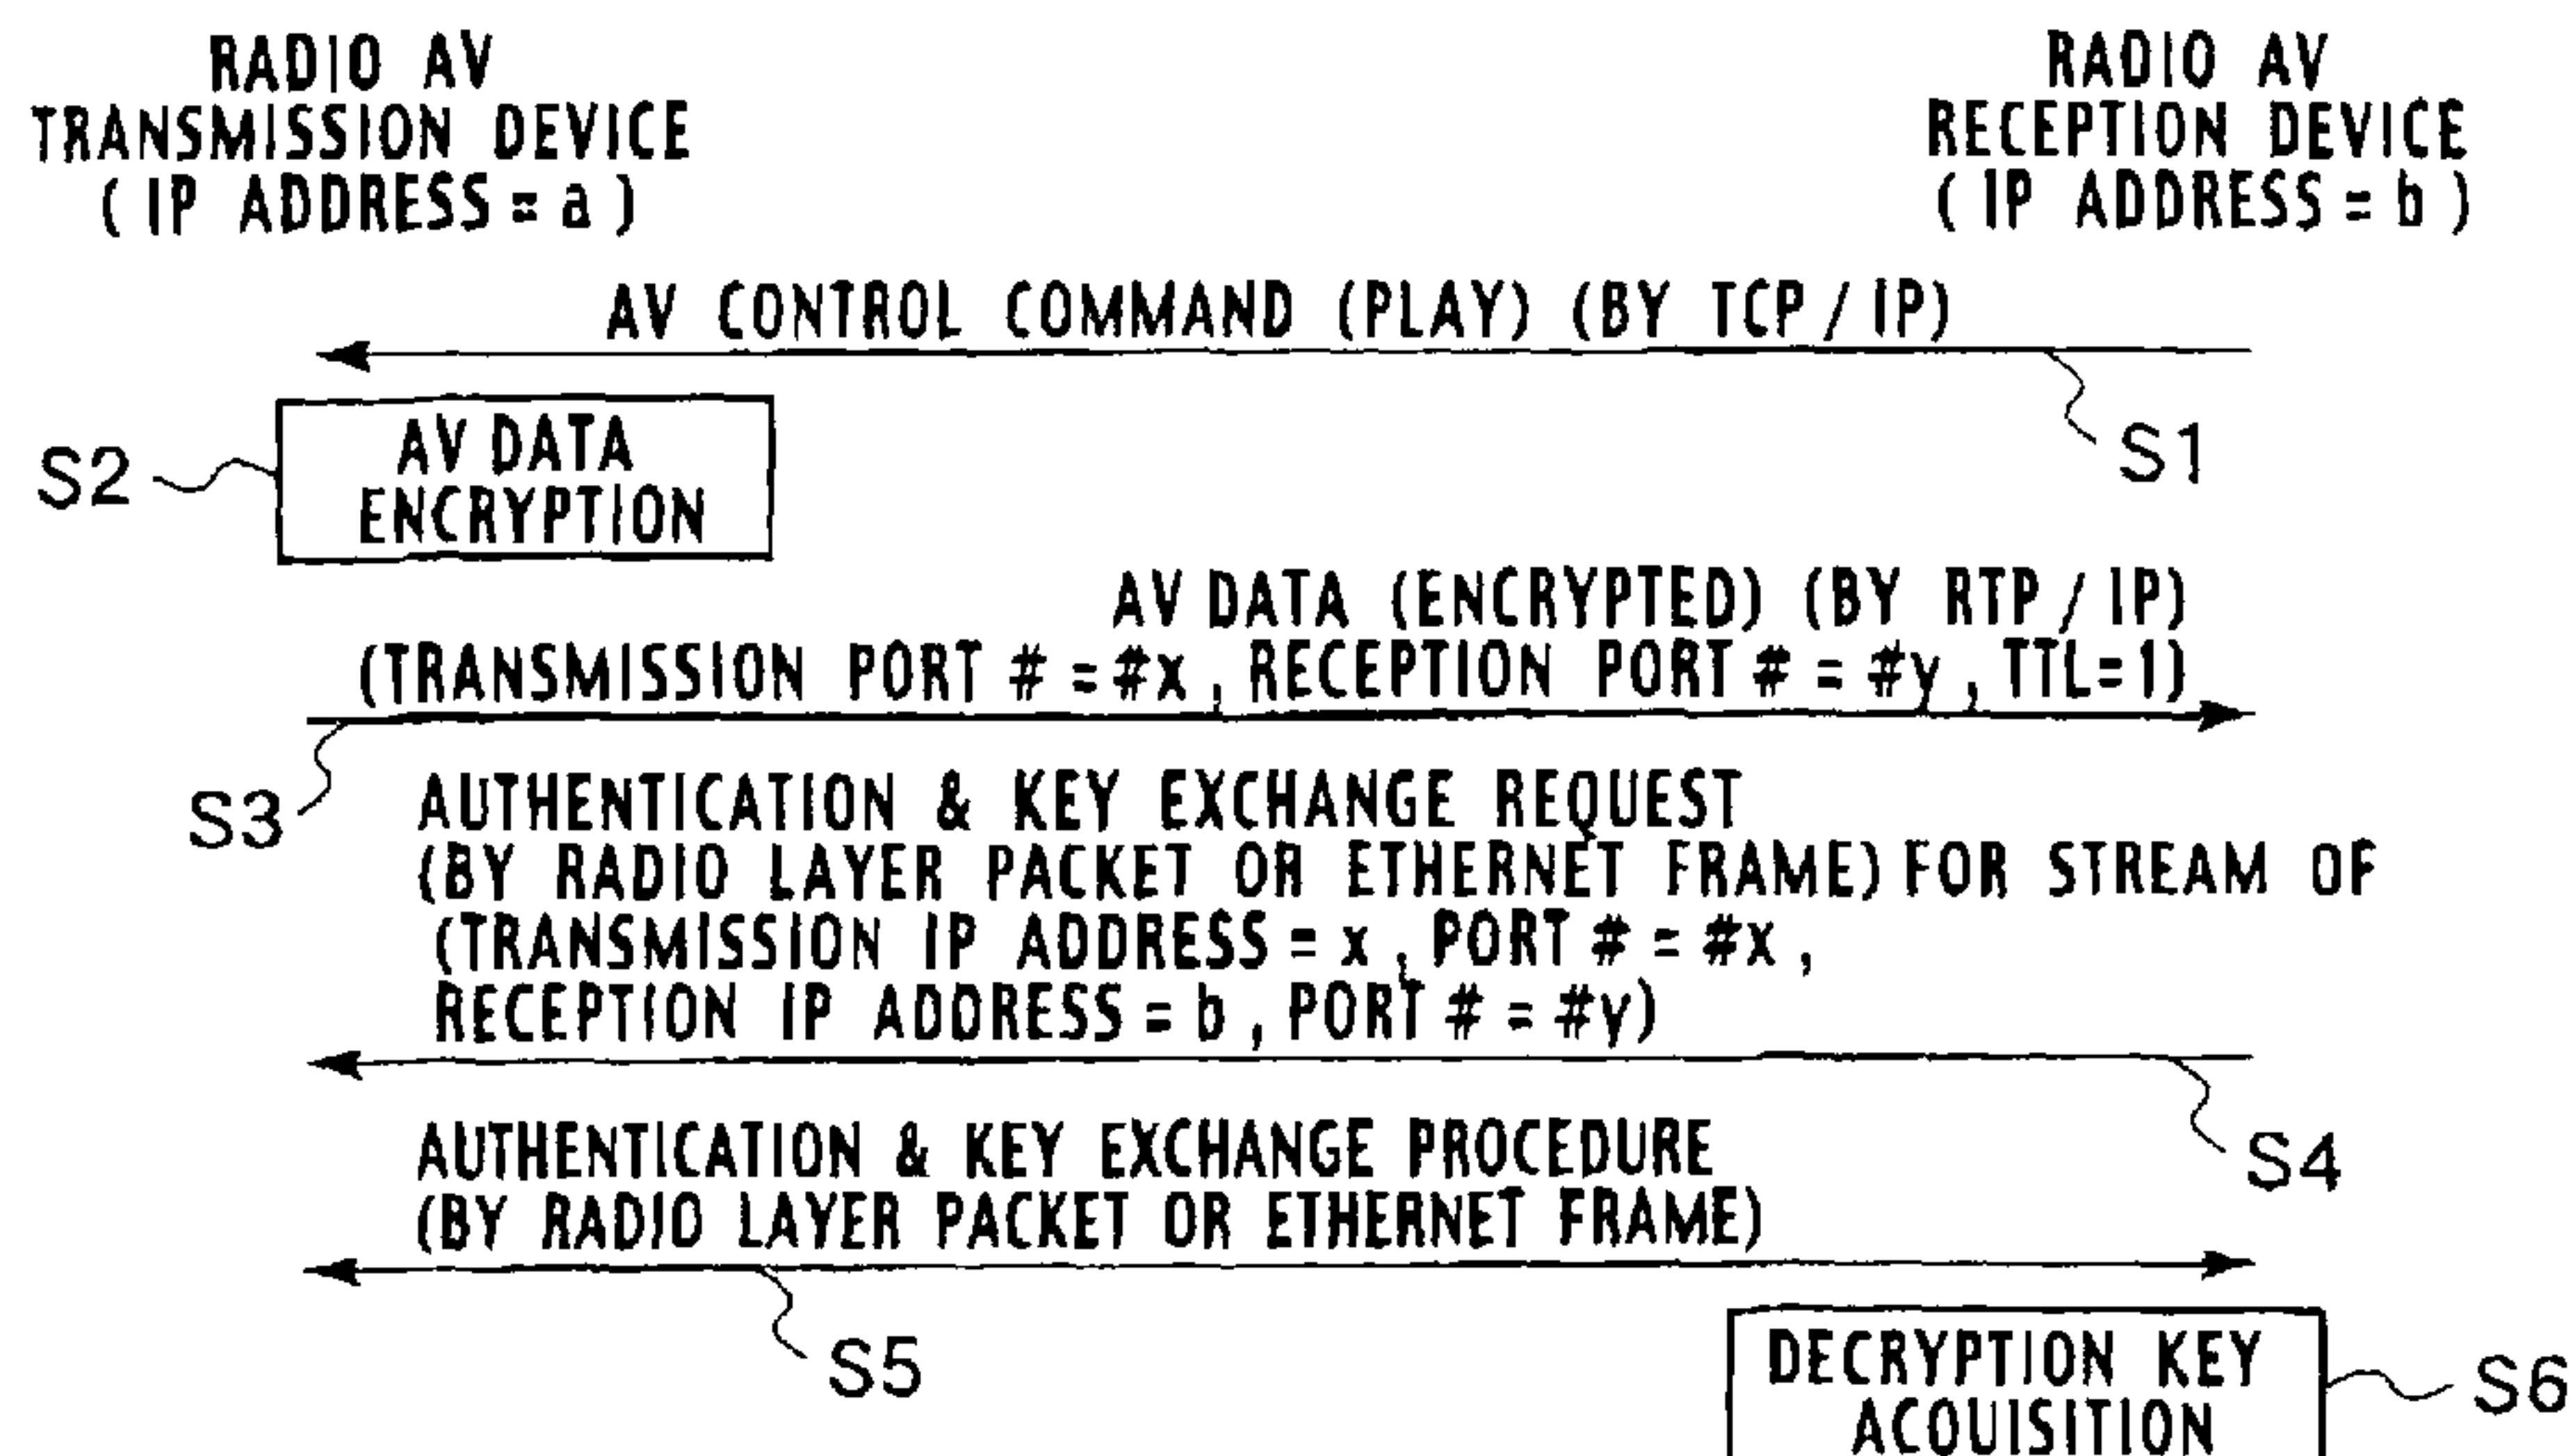 RADIO AV
TRANSMISSION DEVICE
( IP ADDRESS = a )
RADIO AV
RECEPTION DEVICE
( IP ADDRESS = b )
AV CONTROL COMMAND (PLAY) (BY TCP / IP)
S1
S2
AV DATA
ENCRYPTION
AV DATA (ENCRYPTED) (BY RTP / IP)
(TRANSMISSION PORT # = #x , RECEPTION PORT # = #y , TTL=1)
S3
AUTHENTICATION & KEY EXCHANGE REQUEST
(BY RADIO LAYER PACKET OR ETHERNET FRAME) FOR STREAM OF
(TRANSMISSION IP ADDRESS = x , PORT # = #x ,
RECEPTION IP ADDRESS = b , PORT # = #y)
S4
AUTHENTICATION & KEY EXCHANGE PROCEDURE
(BY RADIO LAYER PACKET OR ETHERNET FRAME)
S5
DECRYPTION KEY
ACQUISITION
S6